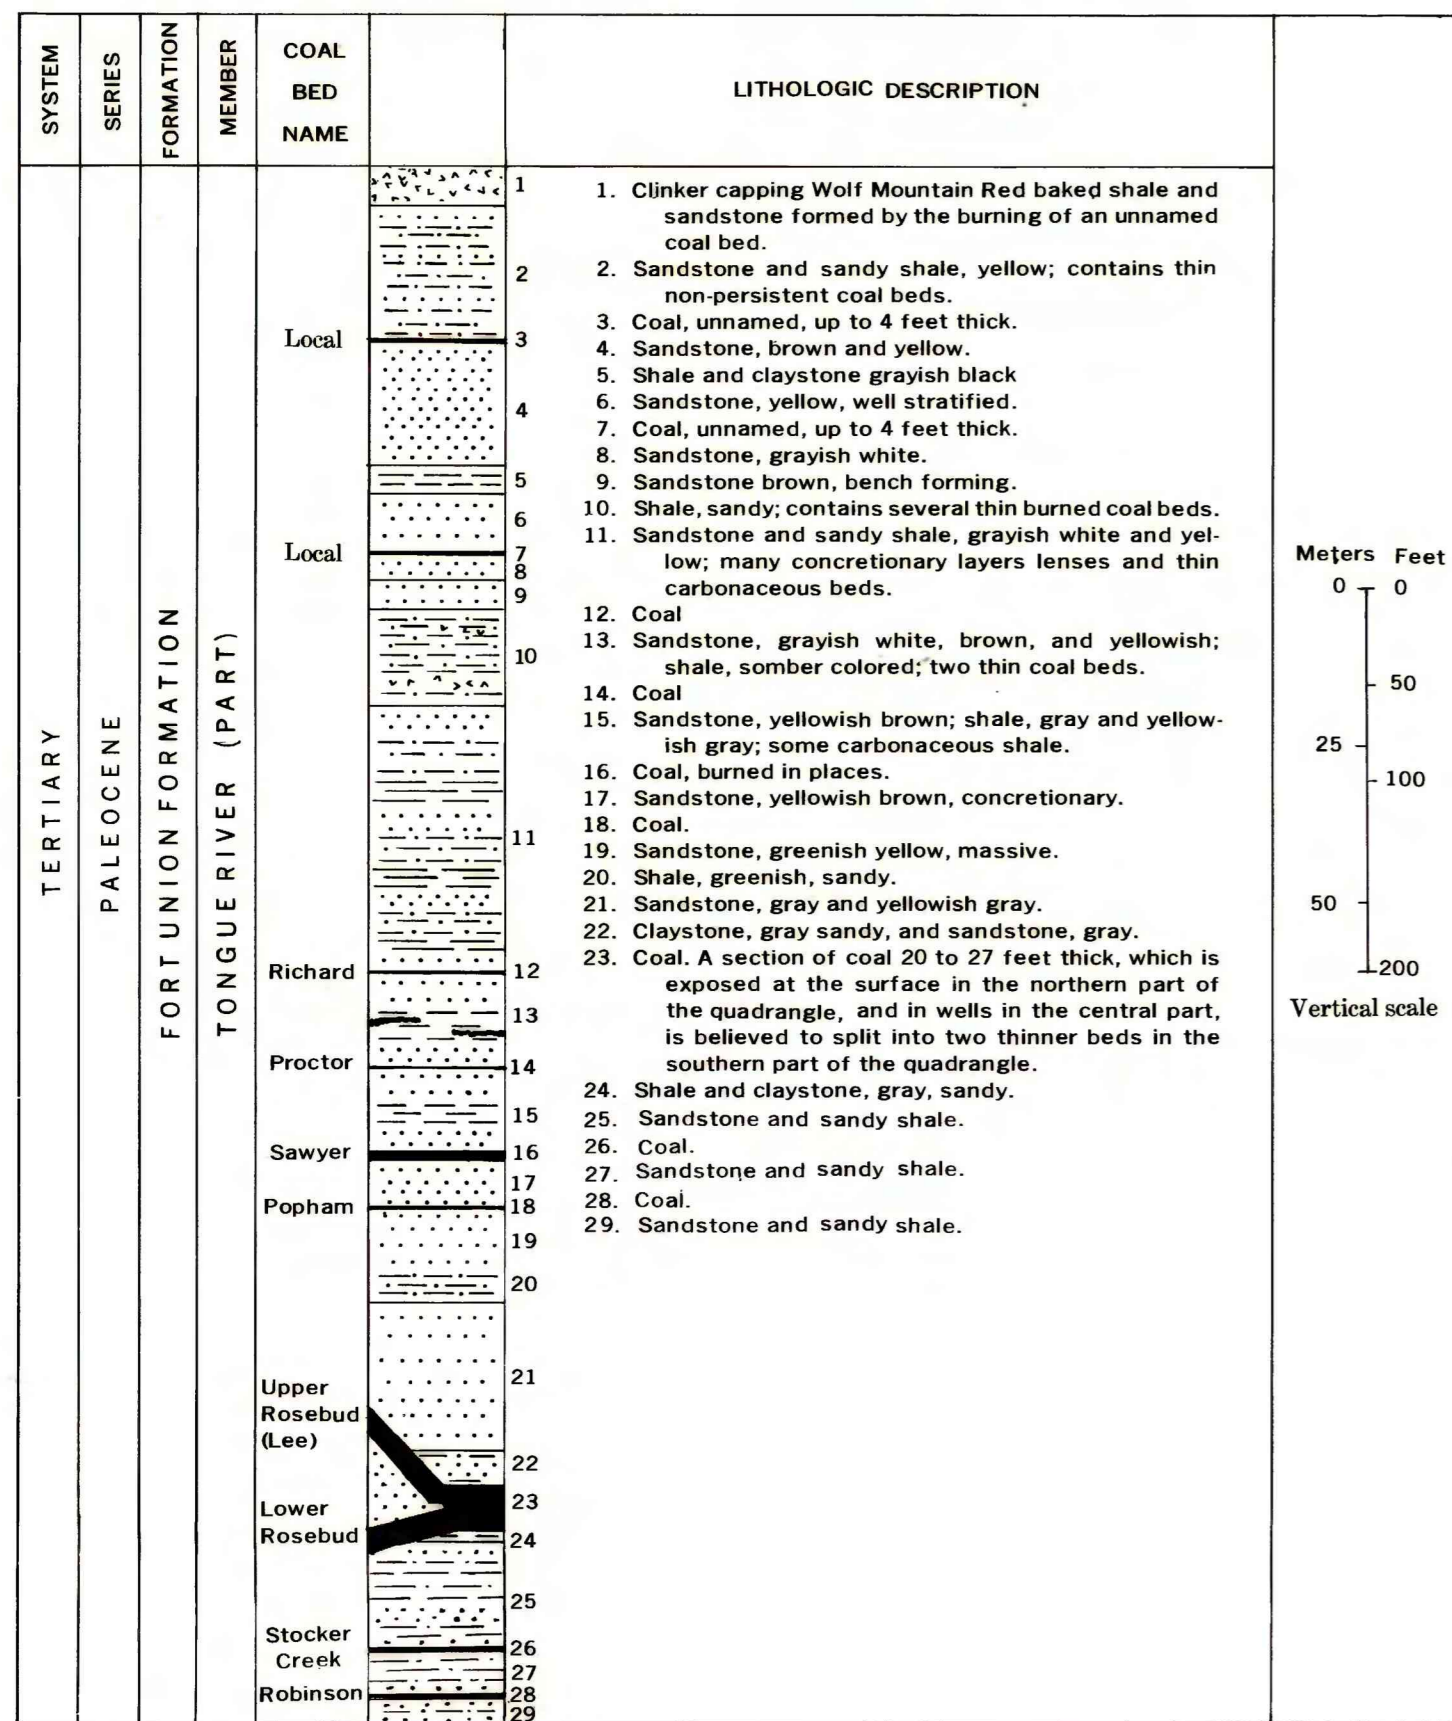 SYSTEM
SERIES
FORMATION
MEMBER
COAL
BED
NAME
LITHOLOGIC DESCRIPTION
TERTIARY
PALEOCENE
FORT UNION FORMATION
TONGUE RIVER (PART)
Local
Local
Richard
Proctor
Sawyer
Popham
Upper
Rosebud
(Lee)
Lower
Rosebud
Stocker
Creek
Robinson
1
2
3
4
5
6
7
8
9
10
11
12
13
14
15
16
17
18
19
20
21
22
23
24
25
26
27
28
29
1. Clinker capping Wolf Mountain Red baked shale and
sandstone formed by the burning of an unnamed
coal bed.
2. Sandstone and sandy shale, yellow; contains thin
non-persistent coal beds.
3. Coal, unnamed, up to 4 feet thick.
4. Sandstone, brown and yellow.
5. Shale and claystone grayish black
6. Sandstone, yellow, well stratified.
7. Coal, unnamed, up to 4 feet thick.
8. Sandstone, grayish white.
9. Sandstone brown, bench forming.
10. Shale, sandy; contains several thin burned coal beds.
11. Sandstone and sandy shale, grayish white and yel-
low; many concretionary layers lenses and thin
carbonaceous beds.
12. Coal
13. Sandstone, grayish white, brown, and yellowish;
shale, somber colored; two thin coal beds.
14. Coal
15. Sandstone, yellowish brown; shale, gray and yellow-
ish gray; some carbonaceous shale.
16. Coal, burned in places.
17. Sandstone, yellowish brown, concretionary.
18. Coal.
19. Sandstone, greenish yellow, massive.
20. Shale, greenish, sandy.
21. Sandstone, gray and yellowish gray.
22. Claystone, gray sandy, and sandstone, gray.
23. Coal. A section of coal 20 to 27 feet thick, which is
exposed at the surface in the northern part of
the quadrangle, and in wells in the central part,
is believed to split into two thinner beds in the
southern part of the quadrangle.
24. Shale and claystone, gray, sandy.
25. Sandstone and sandy shale.
26. Coal.
27. Sandstone and sandy shale.
28. Coal.
29. Sandstone and sandy shale.
Meters Feet
0 0
50
25
100
50
200
Vertical scale